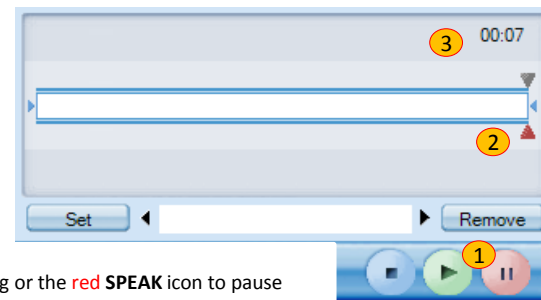 3 00:07
2
Set Remove
1
g or the red SPEAK icon to pause